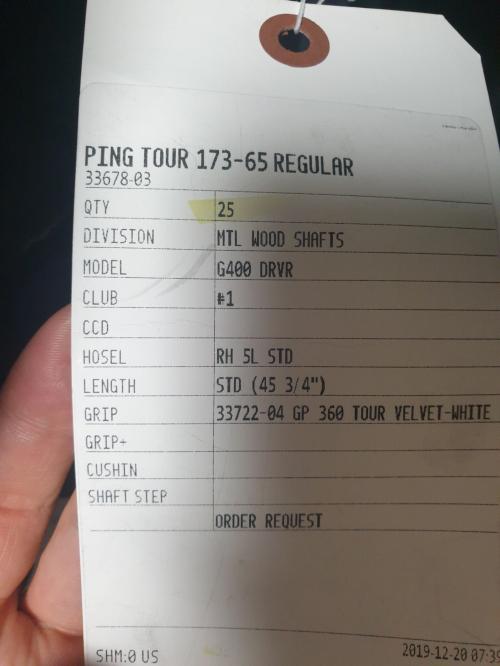 PING TOUR 173-65 REGULAR
33678-03
QTY 25
DIVISION MTL WOOD SHAFTS
MODEL G400 DRVR
CLUB #1
CCD
HOSEL RH 5L STD
LENGTH STD (45 3/4")
GRIP 33722-04 GP 360 TOUR VELVET-WHITE
GRIP+
CUSHIN
SHAFT STEP
ORDER REQUEST
SHM:0 US 2019-12-20